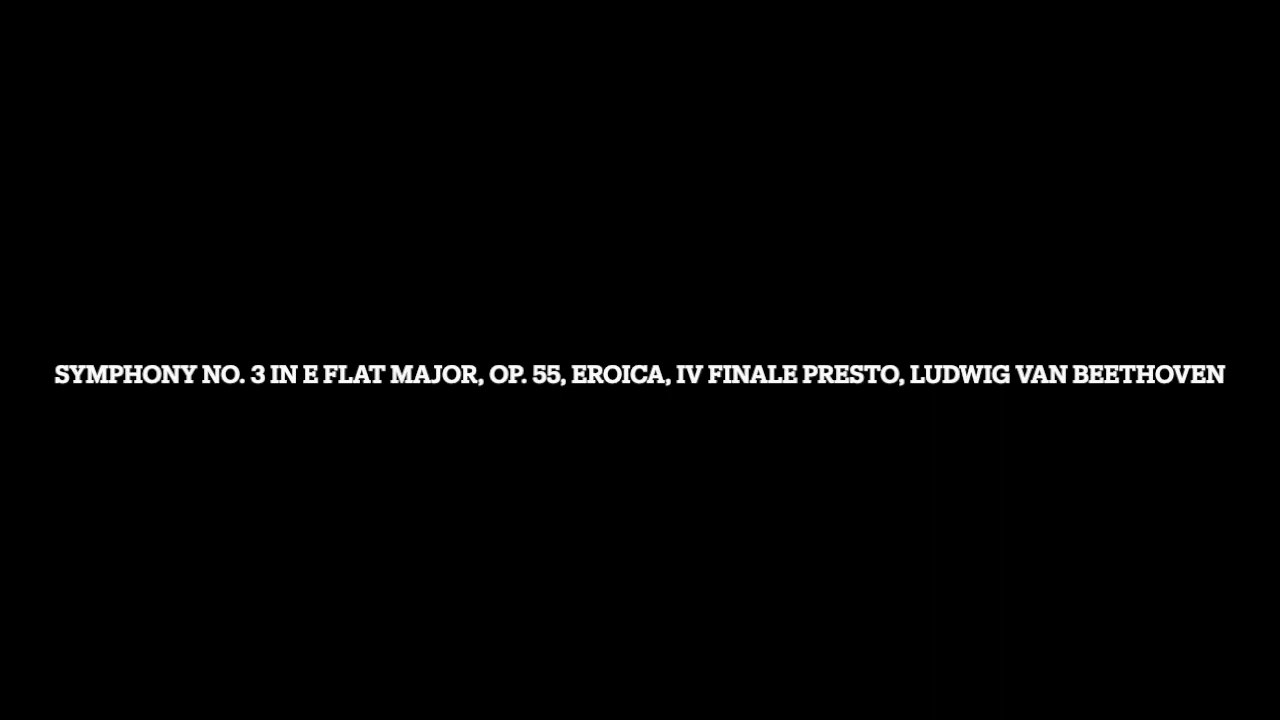 SYMPHONY NO. 3 IN E FLAT MAJOR, OP. 55, EROICA, IV FINALE PRESTO, LUDWIG VAN BEETHOVEN